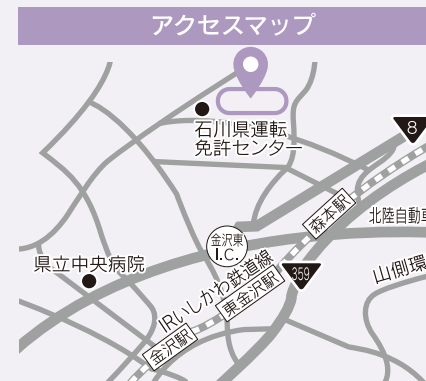 アクセスマップ
石川県運転
免許センター
8
森本駅
北陸自動車
金沢東
I.C.
県立中央病院
359
IRいしかわ鉄道線
東金沢駅
山側環
金沢駅